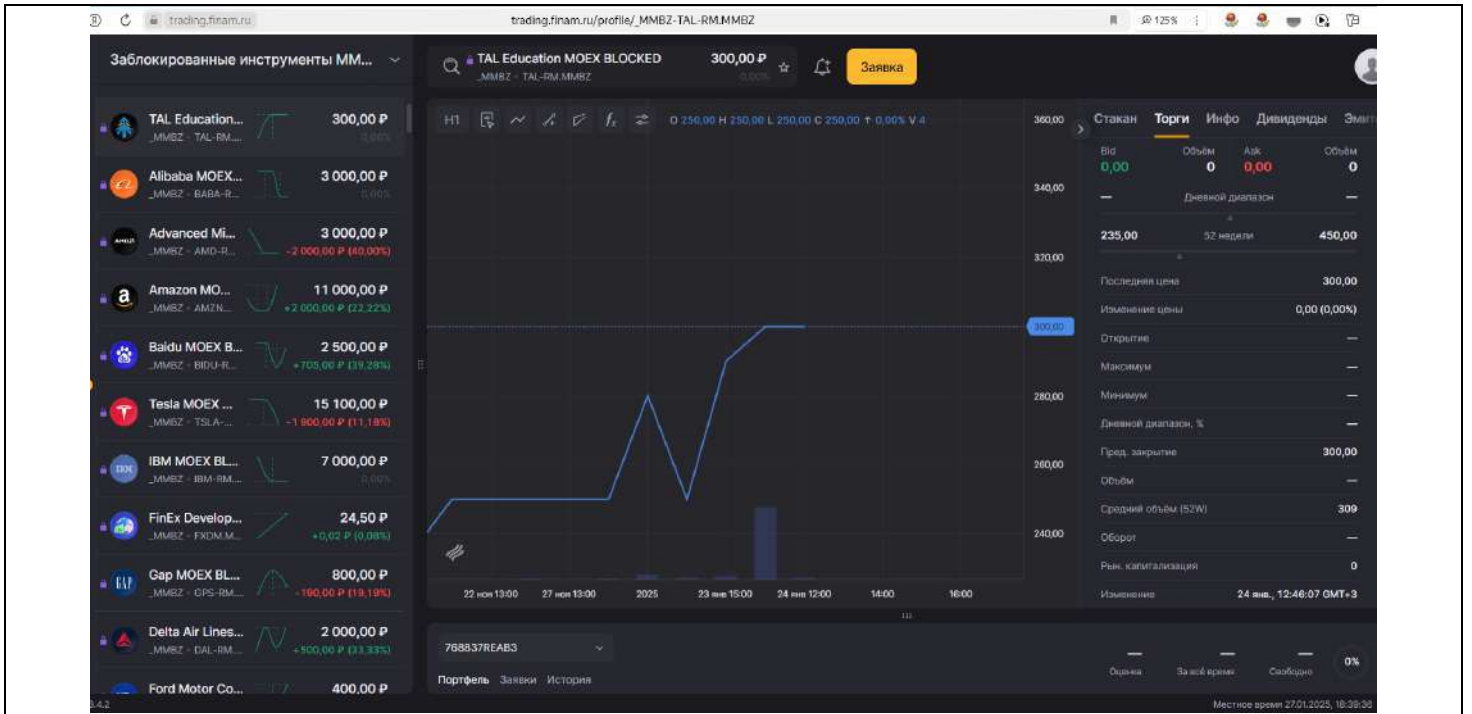 trading.finam.ru
trading.finam.ru/profile/_MMBZ-TAL-RM.MMBZ
125%
Заблокированные инструменты MM...
TAL Education MOEX BLOCKED
_MMBZ · TAL-RM.MMBZ
300,00 ₽
0,00%
Заявка
TAL Education...
_MMBZ · TAL-RM....
300,00 ₽
0,00%
Alibaba MOEX...
_MMBZ · BABA-R...
3 000,00 ₽
0,00%
Advanced Mi...
_MMBZ · AMD-R...
3 000,00 ₽
-2 000,00 ₽ (40,00%)
Amazon MO...
_MMBZ · AMZN...
11 000,00 ₽
+2 000,00 ₽ (22,22%)
Baidu MOEX B...
_MMBZ · BIDU-R...
2 500,00 ₽
+705,00 ₽ (39,28%)
Tesla MOEX ...
_MMBZ · TSLA-...
15 100,00 ₽
-1 900,00 ₽ (11,18%)
IBM MOEX BL...
_MMBZ · IBM-RM....
7 000,00 ₽
0,00%
FinEx Develop...
_MMBZ · FXDM.M...
24,50 ₽
+0,02 ₽ (0,08%)
Gap MOEX BL...
_MMBZ · GPS-RM....
800,00 ₽
-190,00 ₽ (19,19%)
Delta Air Lines...
_MMBZ · DAL-RM....
2 000,00 ₽
+500,00 ₽ (33,33%)
Ford Motor Co...
400,00 ₽
H1
O 250,00 H 250,00 L 250,00 C 250,00 ↑ 0,00% V 4
360,00
340,00
320,00
300,00
280,00
260,00
240,00
22 ноя 13:00
27 ноя 13:00
2025
23 янв 15:00
24 янв 12:00
14:00
16:00
Стакан Торги Инфо Дивиденды Эмит
Bid Объём Ask Объём
0,00 0 0,00 0
— Дневной диапазон —
235,00 52 недели 450,00
Последняя цена 300,00
Изменение цены 0,00 (0,00%)
Открытие —
Максимум —
Минимум —
Дневной диапазон, % —
Пред. закрытие 300,00
Объём —
Средний объём (52W) 309
Оборот —
Рын. капитализация 0
Изменение 24 янв., 12:46:07 GMT+3
768837REAB3
Портфель Заявки История
— — —
Оценка За всё время Свободно
0%
Местное время 27.01.2025, 18:39:36